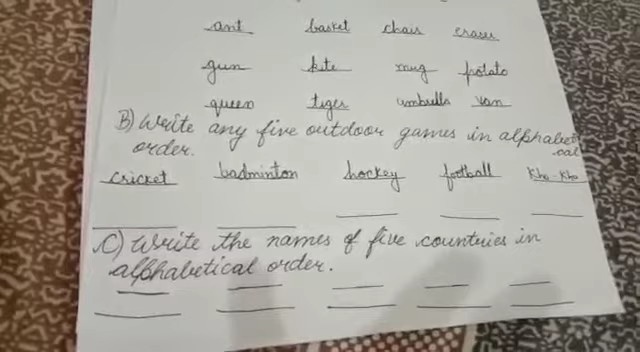 ant basket chair eraser
gun kite mug potato
queen tiger umbrella van
B) Write any five outdoor games in alphabetical
order.
cricket badminton hockey football Kho-Kho
C) Write the names of five countries in
alphabetical order.